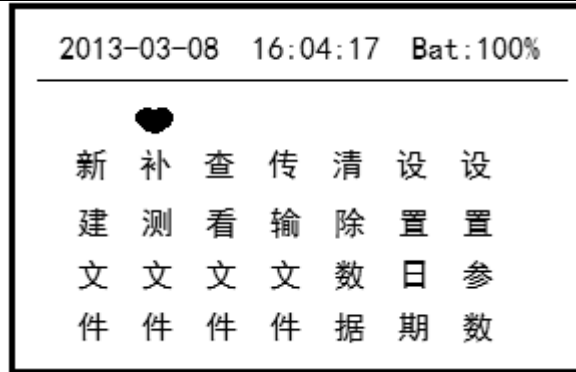 2013-03-08 16:04:17 Bat:100%
新建文件
补测文件
查看文件
传输文件
清除数据
设置日期
设置参数